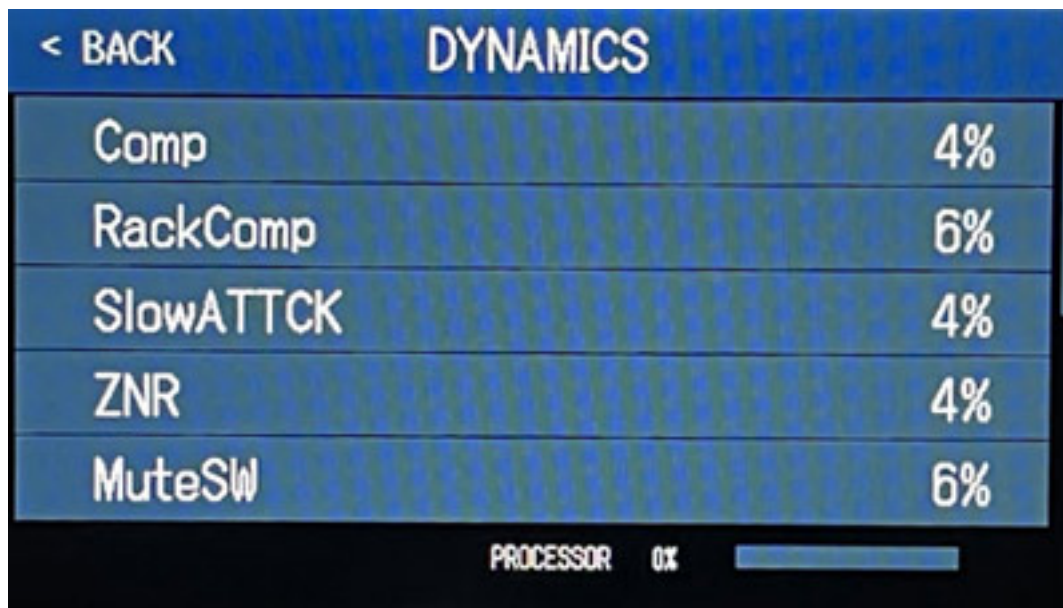 < BACK DYNAMICS
Comp 4%
RackComp 6%
SlowATTCK 4%
ZNR 4%
MuteSW 6%
PROCESSOR 0%